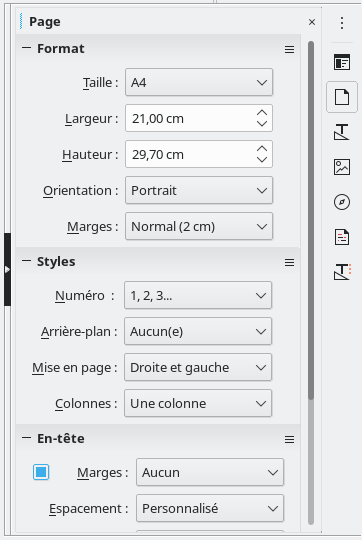 Page
Format
Taille : A4
Largeur : 21,00 cm
Hauteur : 29,70 cm
Orientation : Portrait
Marges : Normal (2 cm)
Styles
Numéro : 1, 2, 3...
Arrière-plan : Aucun(e)
Mise en page : Droite et gauche
Colonnes : Une colonne
En-tête
Marges : Aucun
Espacement : Personnalisé